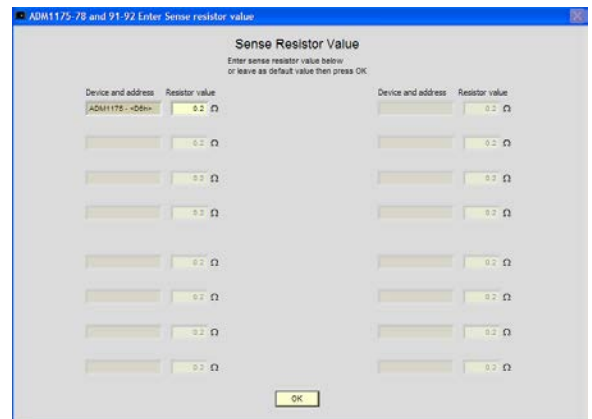 ADM1175-78 and 91-92 Enter Sense resistor value
Sense Resistor Value
Enter sense resistor value below
or leave as default value then press OK
Device and address Resistor value Device and address Resistor value
ADM1175 - <D6h> 0.2 Ω 0.2 Ω
0.2 Ω 0.2 Ω
0.2 Ω 0.2 Ω
0.2 Ω 0.2 Ω
0.2 Ω 0.2 Ω
0.2 Ω 0.2 Ω
0.2 Ω 0.2 Ω
0.2 Ω 0.2 Ω
OK